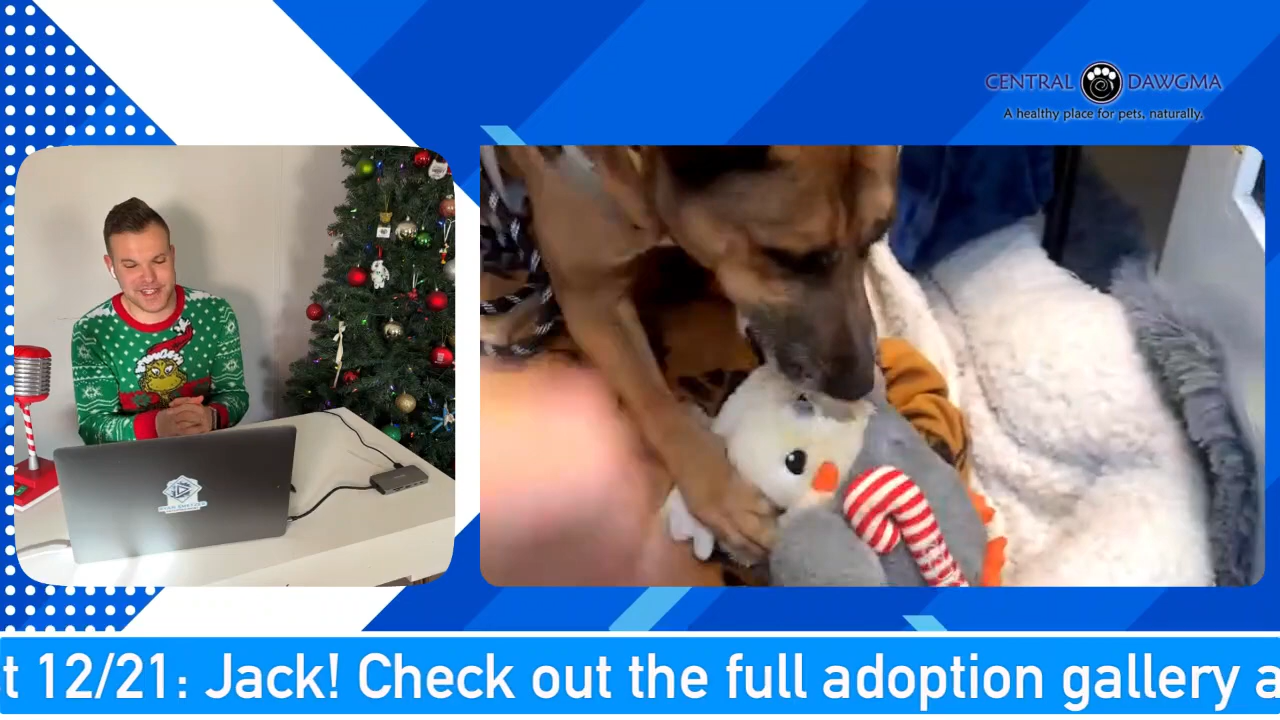 CENTRAL DAWGMA
A healthy place for pets, naturally.
t 12/21: Jack! Check out the full adoption gallery a